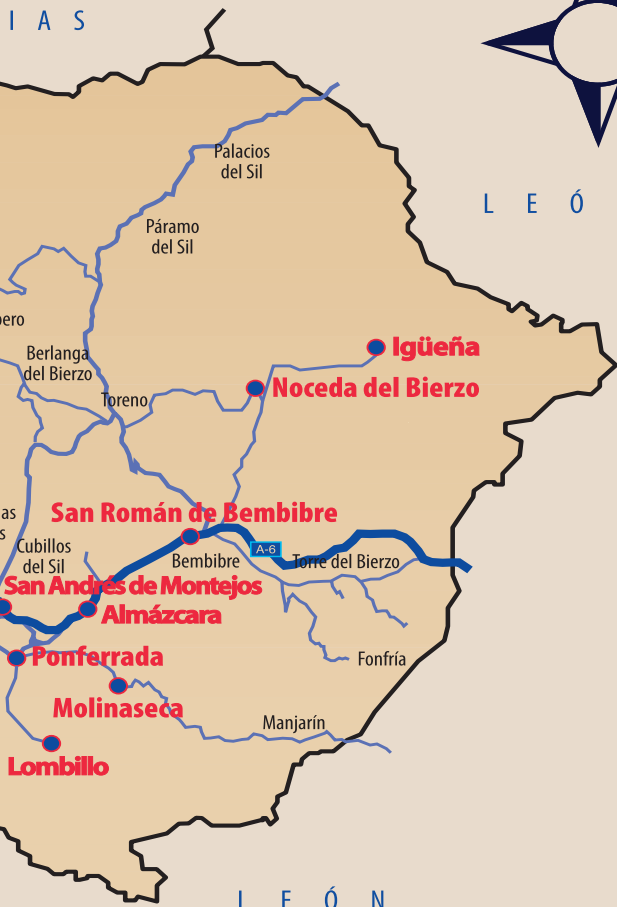 I A S
Palacios
del Sil
L E Ó
Páramo
del Sil
Igüeña
Berlanga
del Bierzo
Noceda del Bierzo
Toreno
San Román de Bembibre
A-6
Cubillos
del Sil
Bembibre
Torre del Bierzo
San Andrés de Montejos
Almázcara
Ponferrada
Fonfría
Molinaseca
Manjarín
Lombillo
L E Ó N